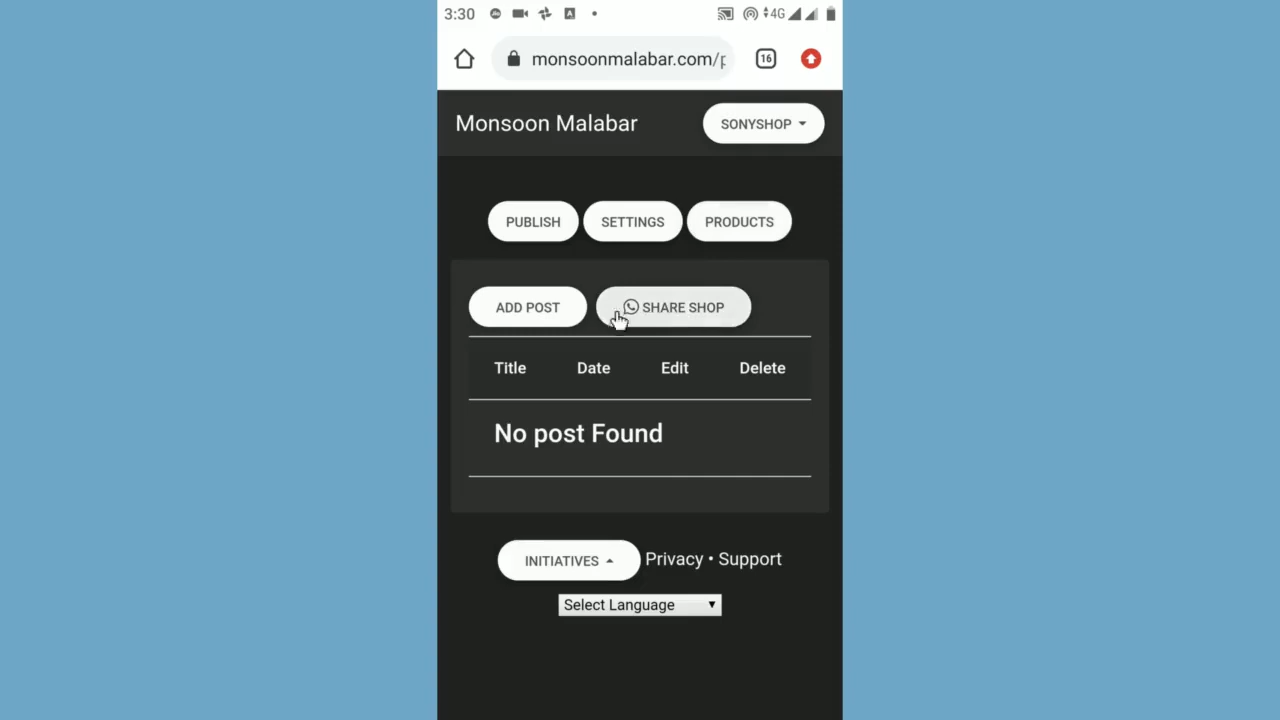 3:30 A 4G
monsoonmalabar.com/p 16
Monsoon Malabar SONYSHOP
PUBLISH SETTINGS PRODUCTS
ADD POST SHARE SHOP
Title Date Edit Delete
No post Found
INITIATIVES Privacy • Support
Select Language